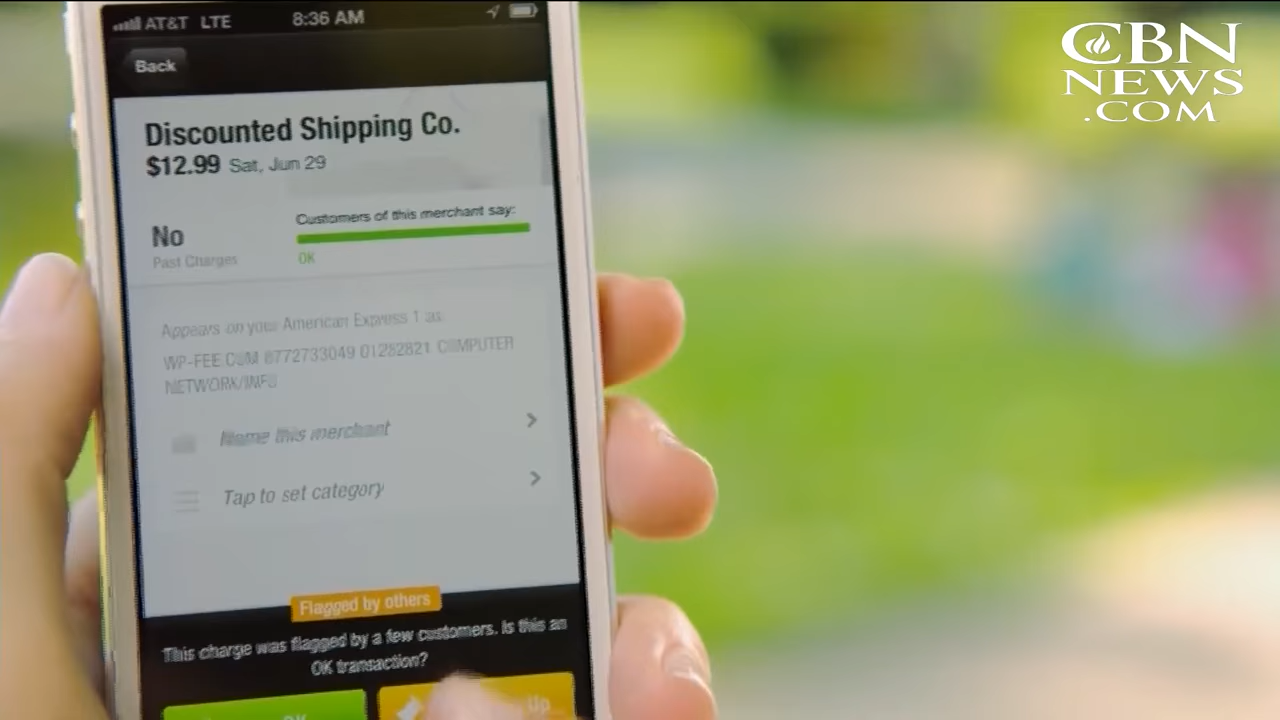 AT&T LTE 8:36 AM
CBN
NEWS
.COM
Back
Discounted Shipping Co.
$12.99 Sat, Jun 29
Customers of this merchant say:
No
Past Charges
OK
Appears on your American Express 1 as:
WP-FEE.COM 8772733049 01282821 COMPUTER
NETWORK/INFO
Name this merchant
Tap to set category
Flagged by others
This charge was flagged by a few customers. Is this an
OK transaction?
OK
Up